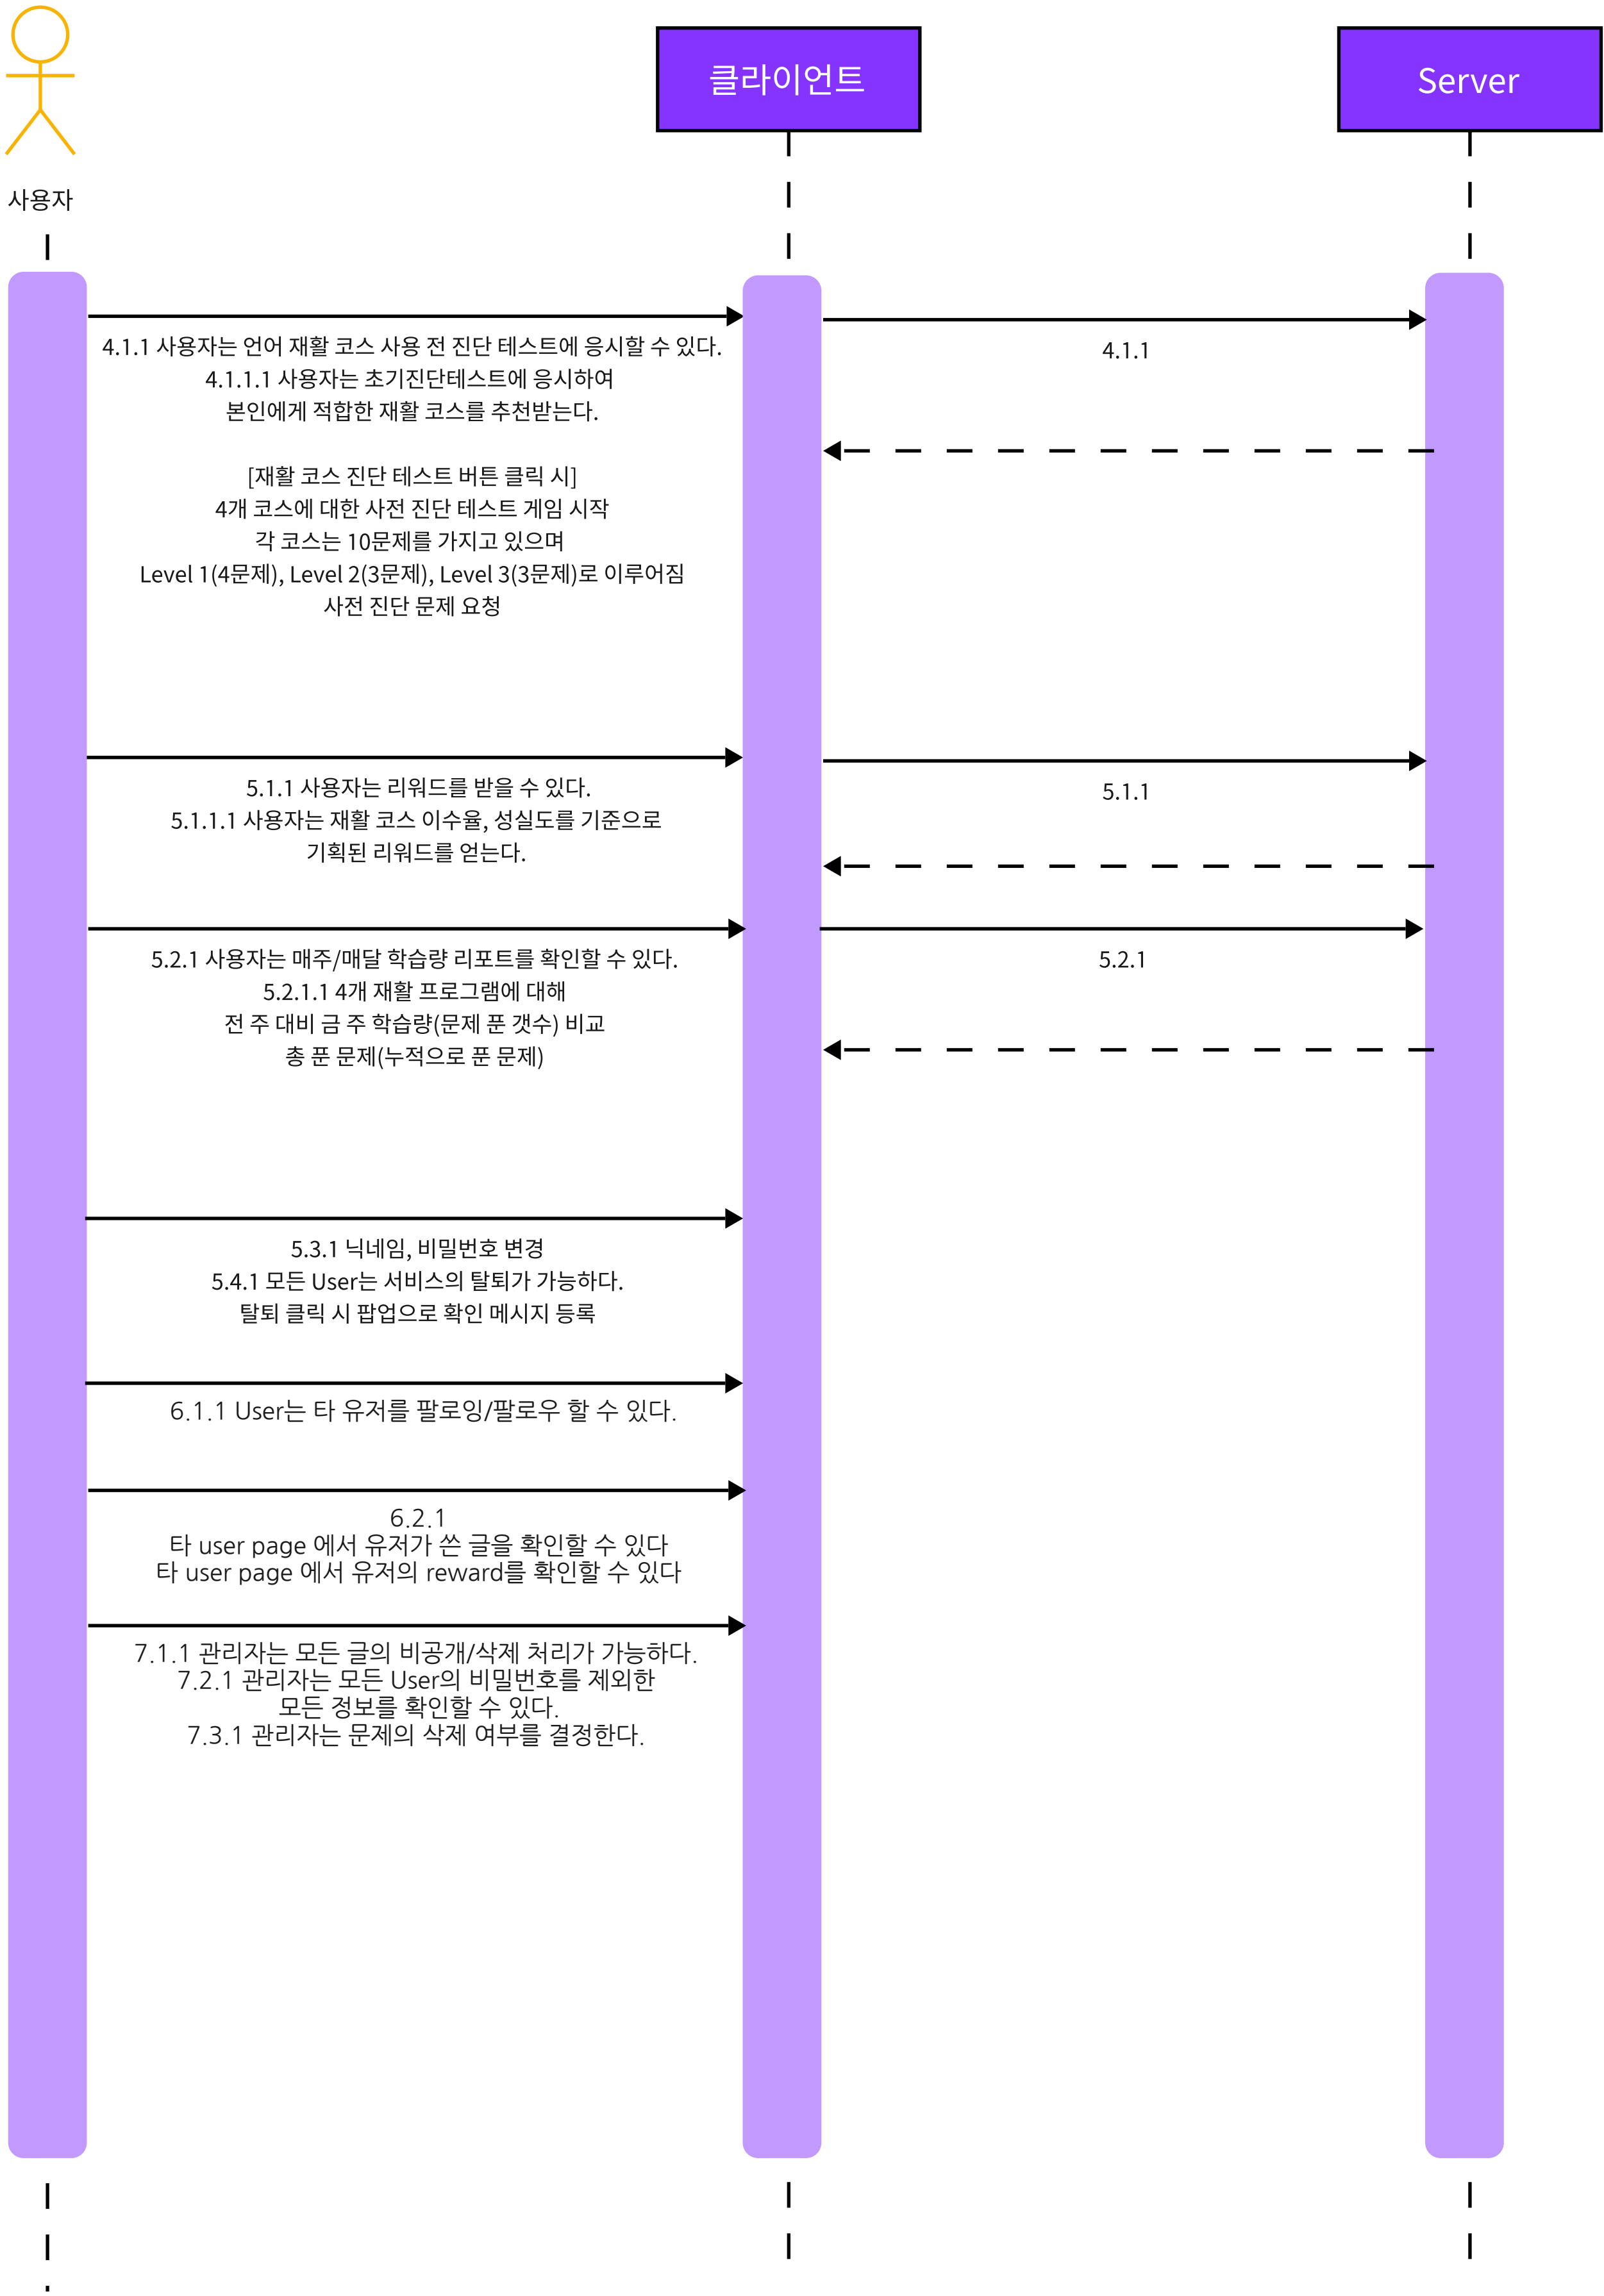 클라이언트
Server
사용자
4.1.1 사용자는 언어 재활 코스 사용 전 진단 테스트에 응시할 수 있다.
4.1.1.1 사용자는 초기진단테스트에 응시하여
본인에게 적합한 재활 코스를 추천받는다.
4.1.1
[재활 코스 진단 테스트 버튼 클릭 시]
4개 코스에 대한 사전 진단 테스트 게임 시작
각 코스는 10문제를 가지고 있으며
Level 1(4문제), Level 2(3문제), Level 3(3문제)로 이루어짐
사전 진단 문제 요청
5.1.1 사용자는 리워드를 받을 수 있다.
5.1.1.1 사용자는 재활 코스 이수율, 성실도를 기준으로
기획된 리워드를 얻는다.
5.1.1
5.2.1 사용자는 매주/매달 학습량 리포트를 확인할 수 있다.
5.2.1.1 4개 재활 프로그램에 대해
전 주 대비 금 주 학습량(문제 푼 갯수) 비교
총 푼 문제(누적으로 푼 문제)
5.2.1
5.3.1 닉네임, 비밀번호 변경
5.4.1 모든 User는 서비스의 탈퇴가 가능하다.
탈퇴 클릭 시 팝업으로 확인 메시지 등록
6.1.1 User는 타 유저를 팔로잉/팔로우 할 수 있다.
6.2.1
타 user page 에서 유저가 쓴 글을 확인할 수 있다
타 user page 에서 유저의 reward를 확인할 수 있다
7.1.1 관리자는 모든 글의 비공개/삭제 처리가 가능하다.
7.2.1 관리자는 모든 User의 비밀번호를 제외한
모든 정보를 확인할 수 있다.
7.3.1 관리자는 문제의 삭제 여부를 결정한다.